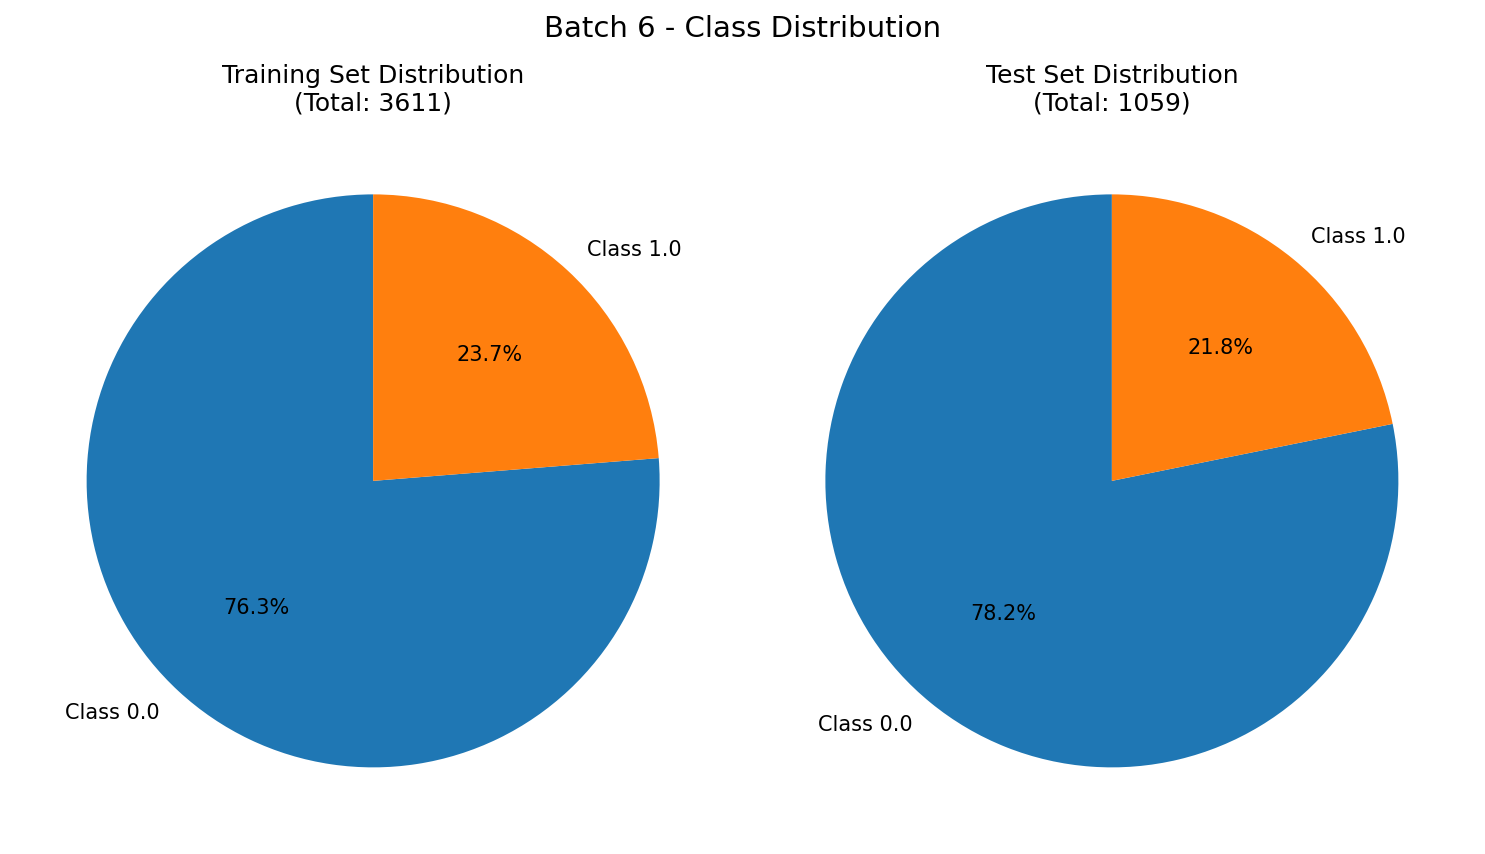 Batch 6 - Class Distribution
Training Set Distribution
(Total: 3611)
Class 1.0
23.7%
76.3%
Class 0.0
Test Set Distribution
(Total: 1059)
Class 1.0
21.8%
78.2%
Class 0.0